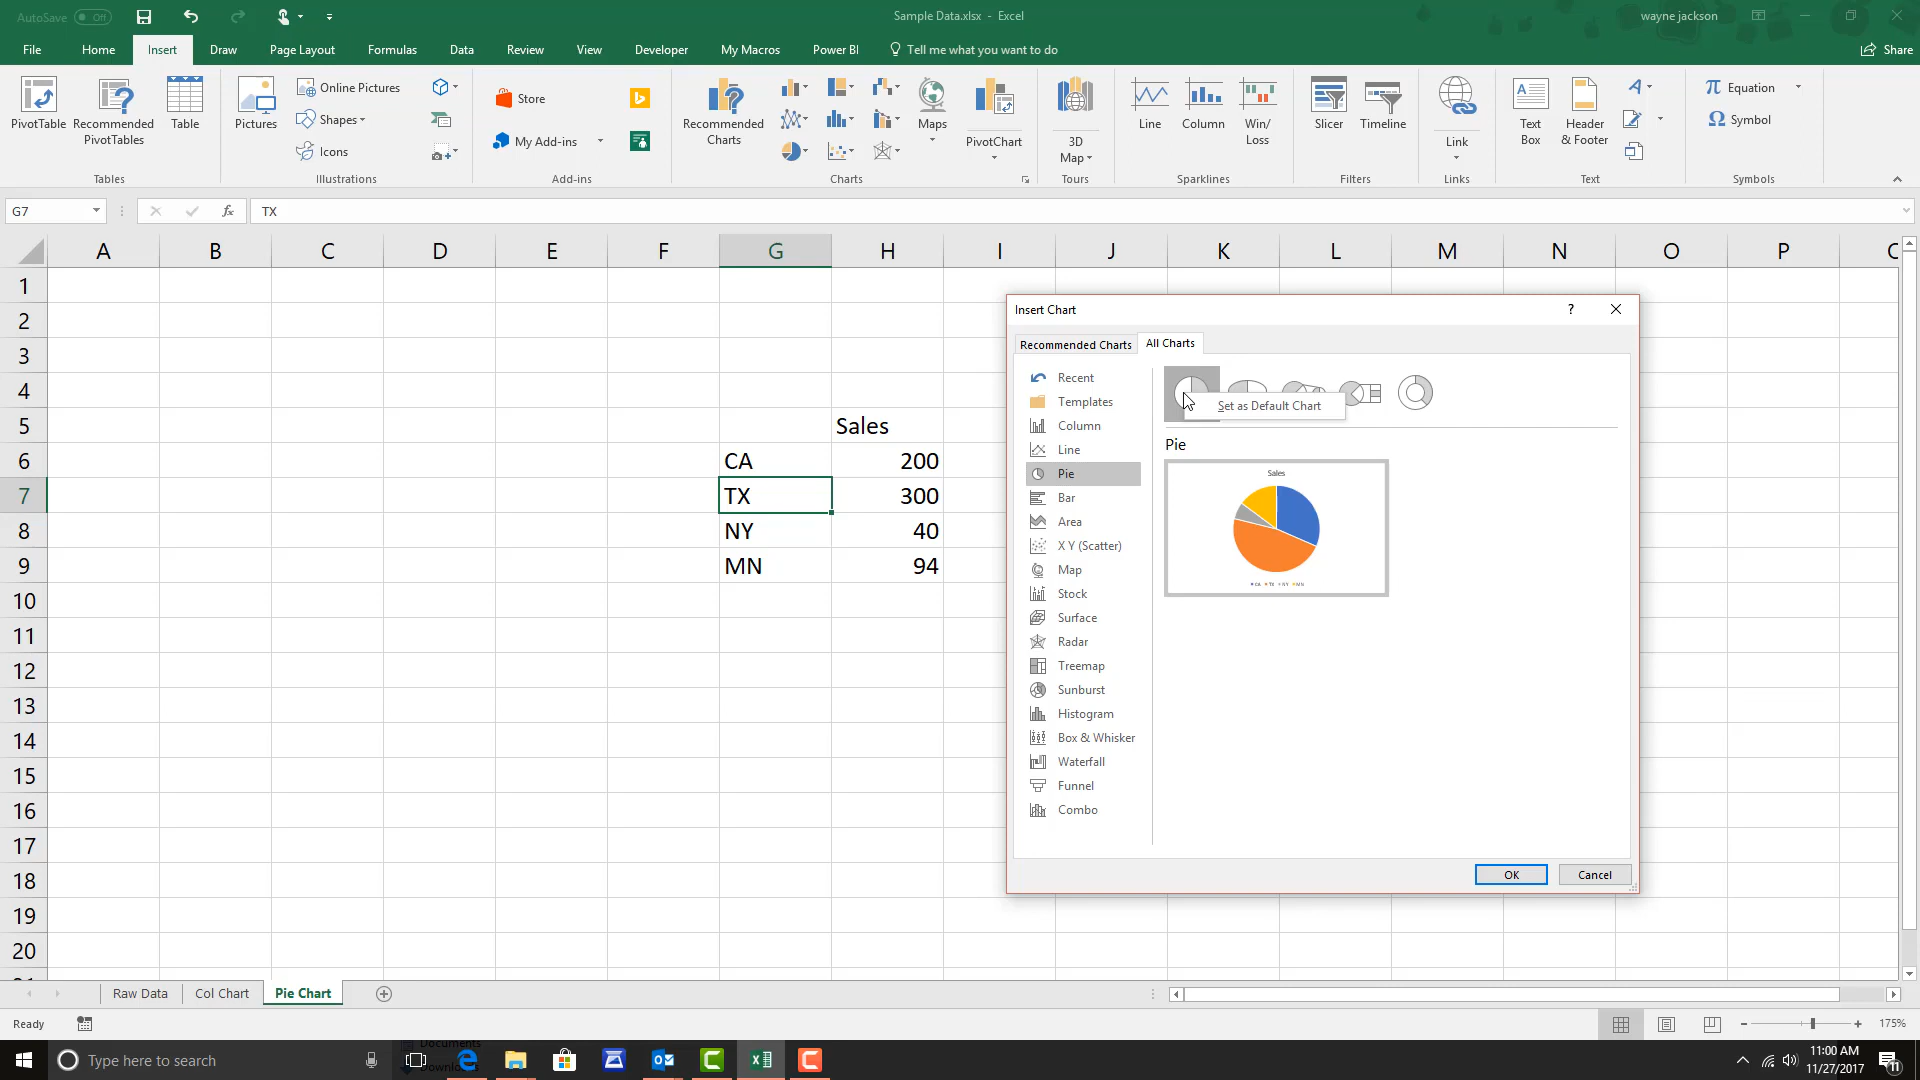 AutoSave Off
Sample Data.xlsx - Excel
wayne jackson
File Home Insert Draw Page Layout Formulas Data Review View Developer My Macros Power BI Tell me what you want to do Share
PivotTable
Recommended
PivotTables
Table
Tables
Pictures
Online Pictures
Shapes
Icons
Illustrations
Store
My Add-ins
Add-ins
Recommended
Charts
Maps
PivotChart
Charts
3D
Map
Tours
Line
Column
Win/
Loss
Sparklines
Slicer
Timeline
Filters
Link
Links
Text
Box
Header
& Footer
Text
Equation
Symbol
Symbols
G7
fx
TX
A B C D E F G H I J K L M N O P
1
2
3
4
5 Sales
6 CA 200
7 TX 300
8 NY 40
9 MN 94
10
11
12
13
14
15
16
17
18
19
20
Insert Chart
?
Recommended Charts All Charts
Recent
Templates
Column
Line
Pie
Bar
Area
X Y (Scatter)
Map
Stock
Surface
Radar
Treemap
Sunburst
Histogram
Box & Whisker
Waterfall
Funnel
Combo
Set as Default Chart
Pie
Sales
CA TX NY MN
OK Cancel
Raw Data Col Chart Pie Chart
Ready
175%
Type here to search
Documents
11:00 AM
11/27/2017
11